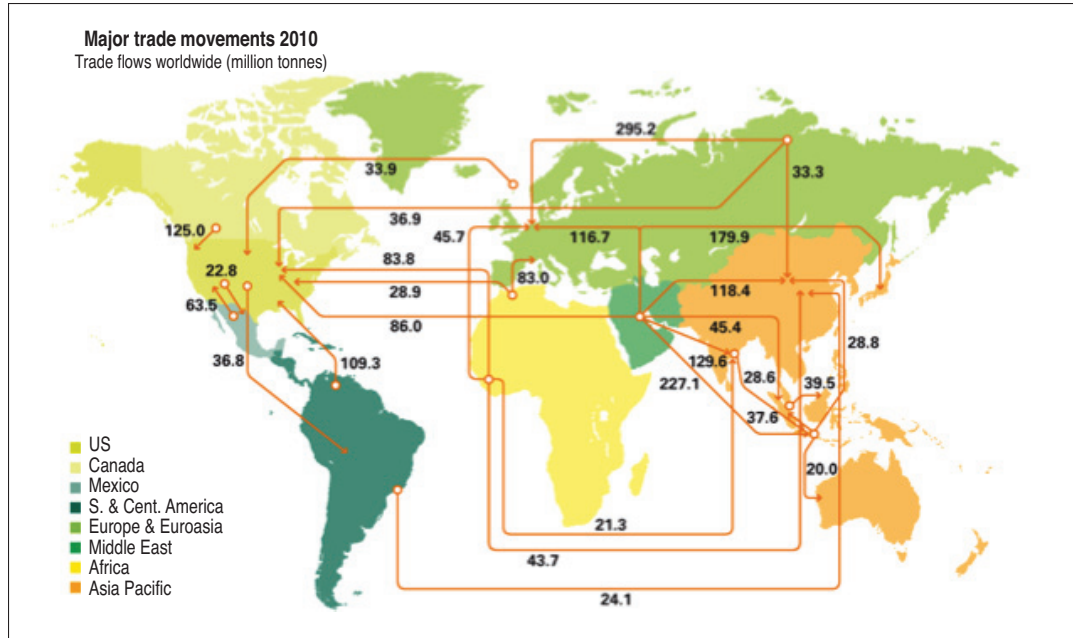 Major trade movements 2010
Trade flows worldwide (million tonnes)
295.2
33.9
33.3
36.9
125.0
45.7
116.7
179.9
83.8
22.8
83.0
28.9
118.4
63.5
86.0
45.4
28.8
36.8
109.3
129.6
28.6
39.5
227.1
37.6
20.0
21.3
43.7
24.1
US
Canada
Mexico
S. & Cent. America
Europe & Euroasia
Middle East
Africa
Asia Pacific